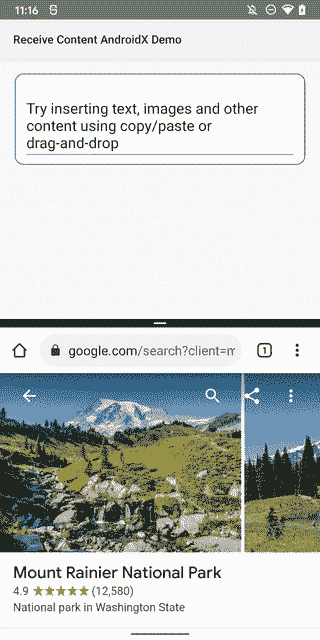 11:16
Receive Content AndroidX Demo
Try inserting text, images and other
content using copy/paste or
drag-and-drop
google.com/search?client=m
1
Mount Rainier National Park
4.9 ★★★★★ (12,580)
National park in Washington State